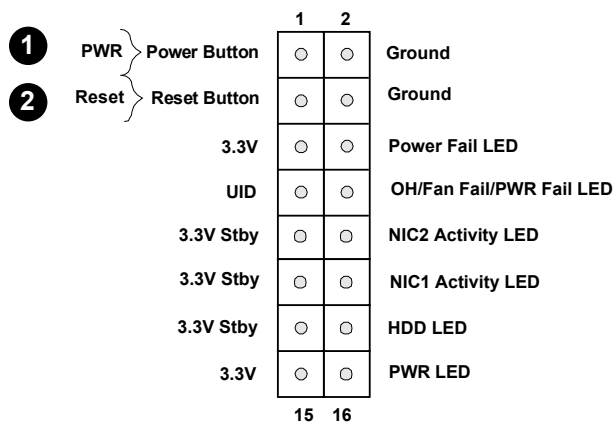 1 2
1 PWR Power Button Ground
2 Reset Reset Button Ground
3.3V Power Fail LED
UID OH/Fan Fail/PWR Fail LED
3.3V Stby NIC2 Activity LED
3.3V Stby NIC1 Activity LED
3.3V Stby HDD LED
3.3V PWR LED
15 16